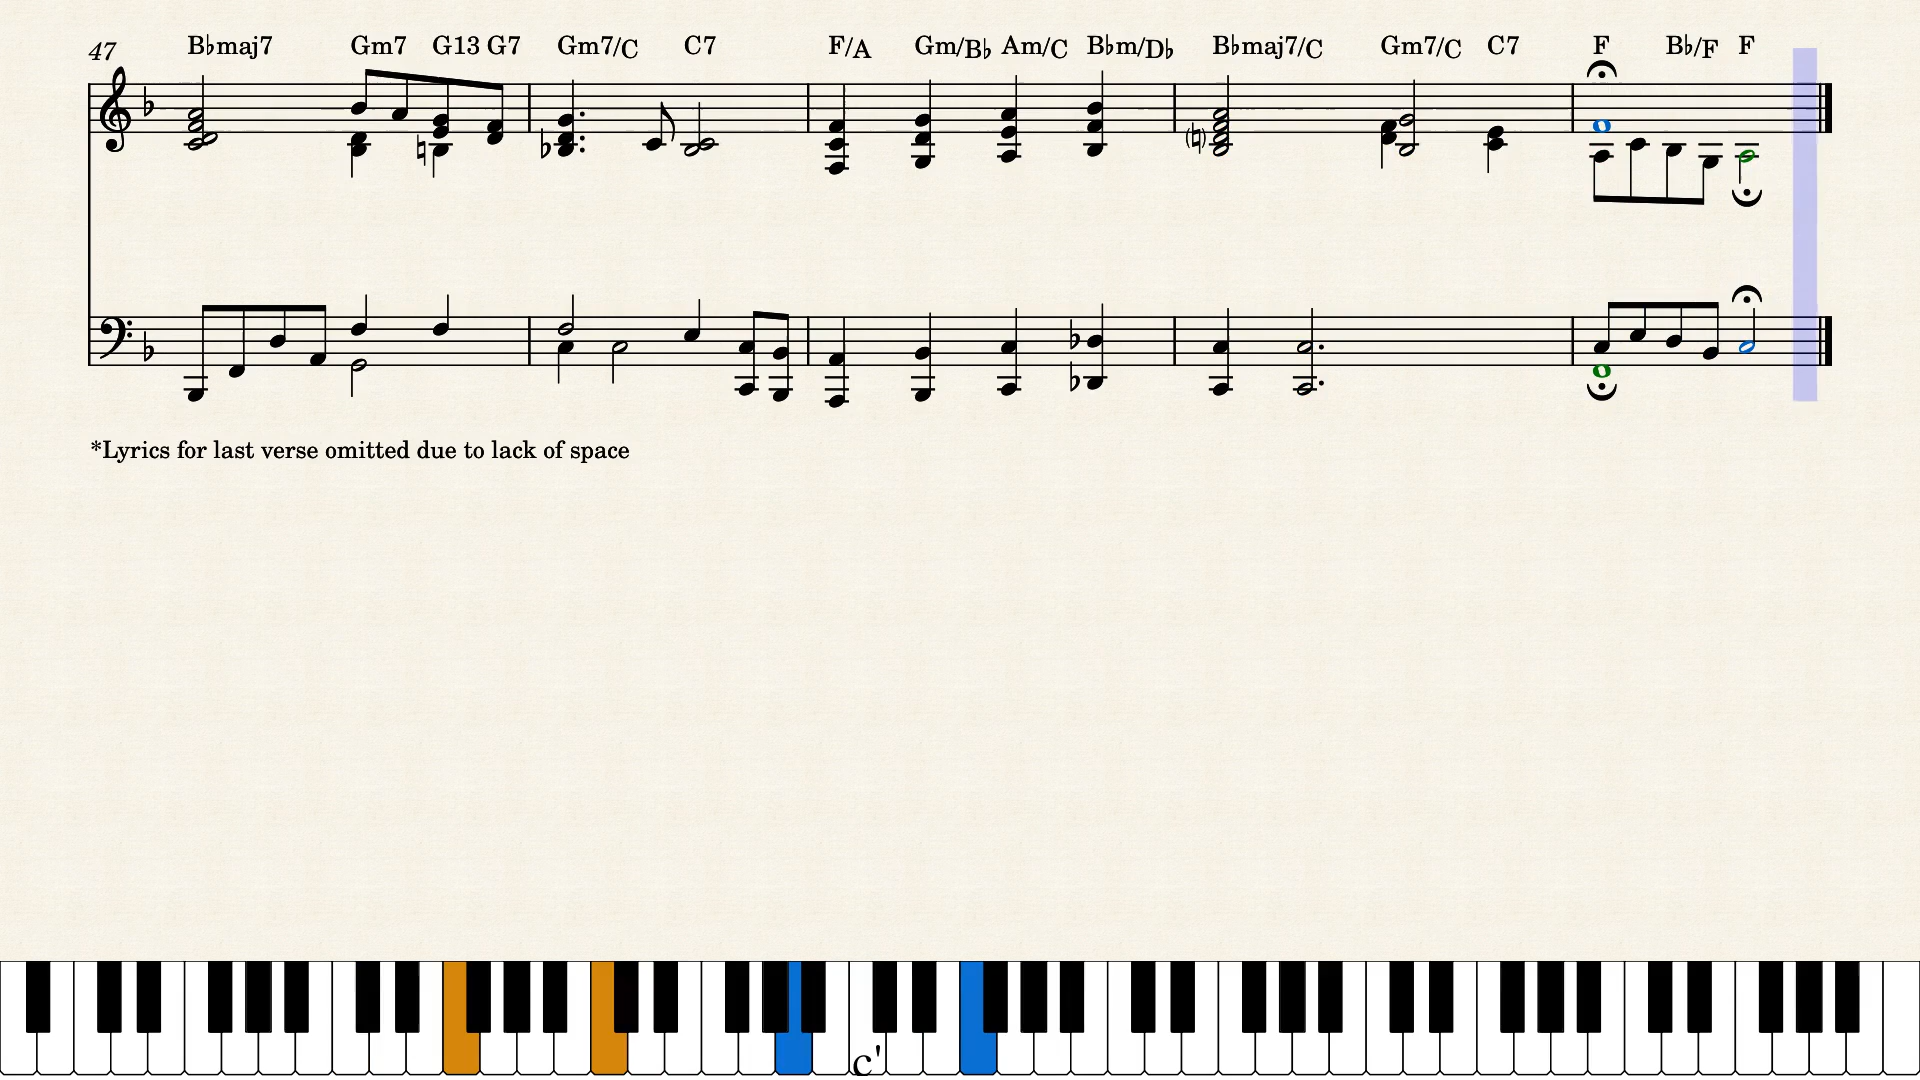 47 B♭maj7 Gm7 G13 G7 Gm7/C C7 F/A Gm/B♭ Am/C B♭m/D♭ B♭maj7/C Gm7/C C7 F B♭/F F
*Lyrics for last verse omitted due to lack of space
c'